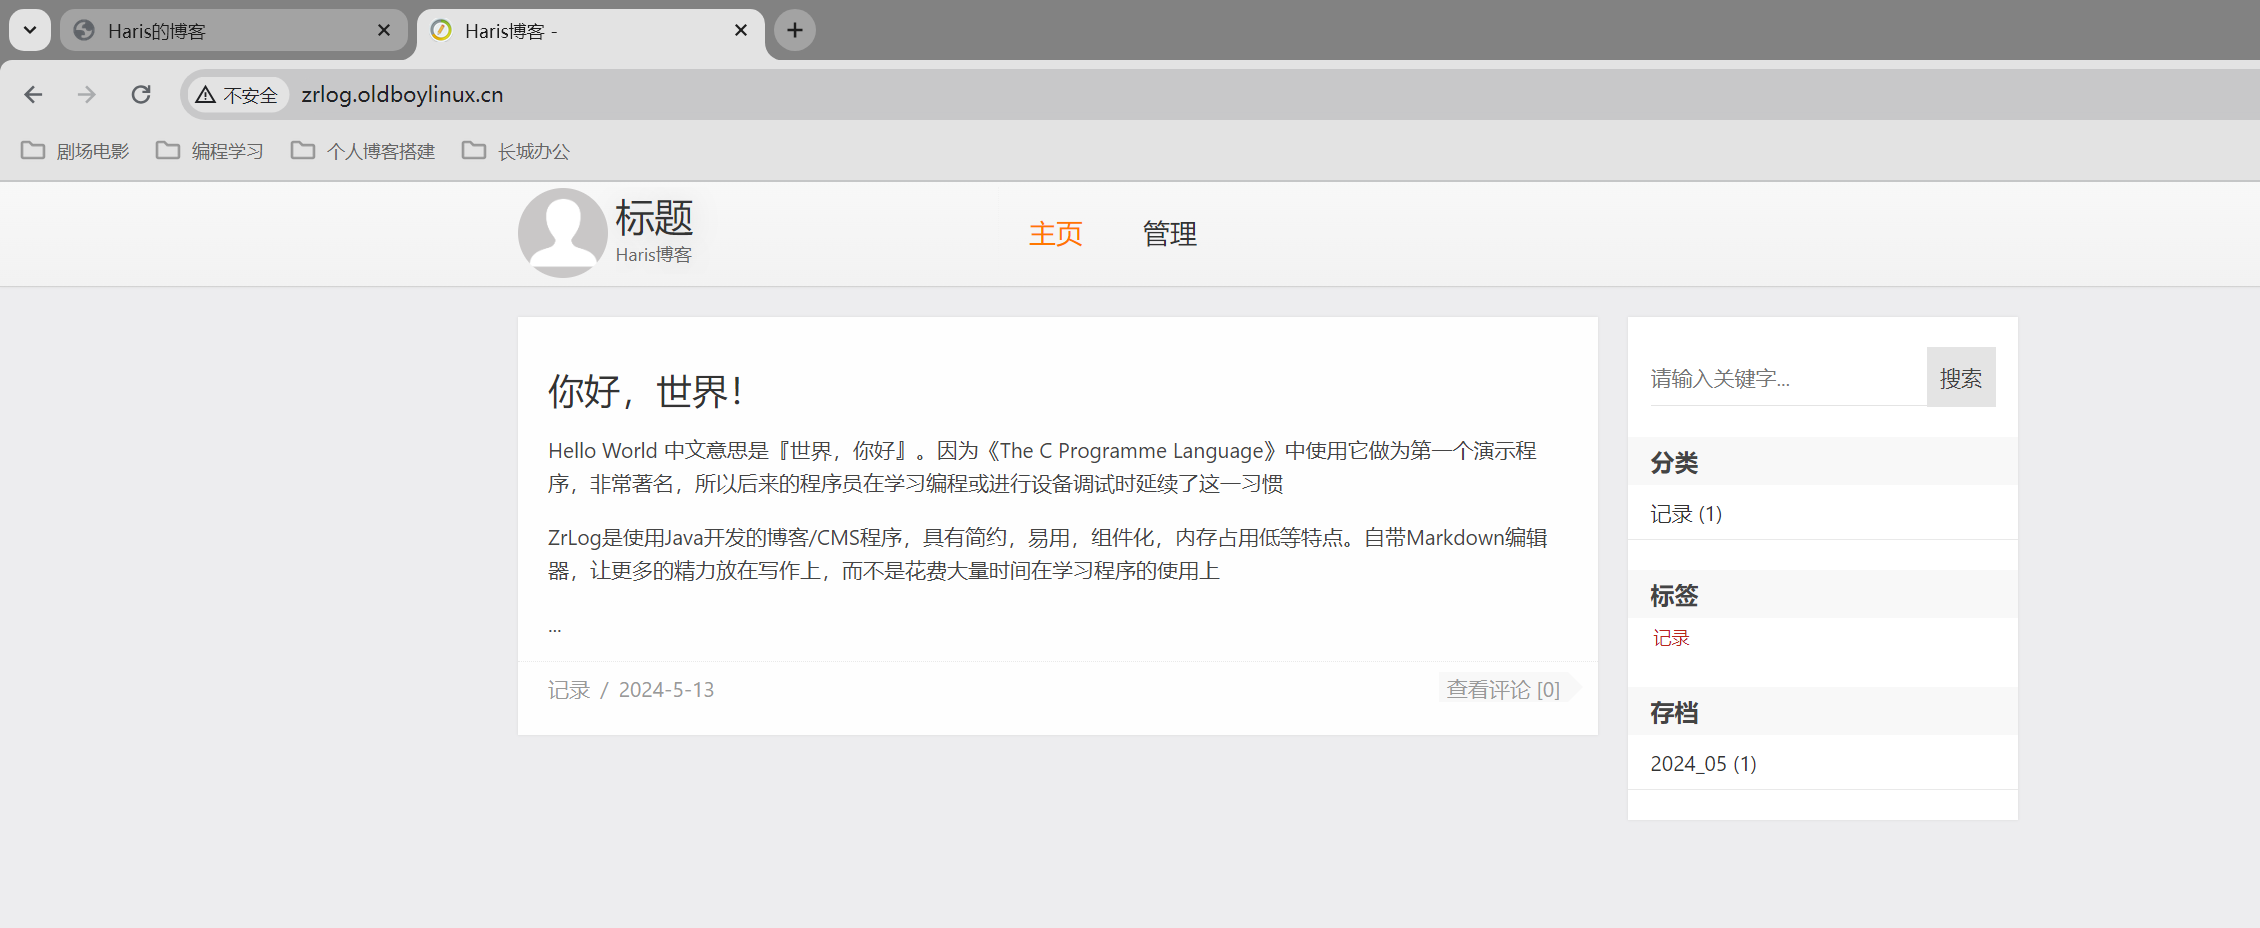 Haris的博客
Haris博客 -
不安全
zrlog.oldboylinux.cn
剧场电影
编程学习
个人博客搭建
长城办公
标题
Haris博客
主页
管理
你好，世界！
Hello World 中文意思是『世界，你好』。因为《The C Programme Language》中使用它做为第一个演示程
序，非常著名，所以后来的程序员在学习编程或进行设备调试时延续了这一习惯
ZrLog是使用Java开发的博客/CMS程序，具有简约，易用，组件化，内存占用低等特点。自带Markdown编辑
器，让更多的精力放在写作上，而不是花费大量时间在学习程序的使用上
...
记录 / 2024-5-13
查看评论 [0]
请输入关键字...
搜索
分类
记录 (1)
标签
记录
存档
2024_05 (1)